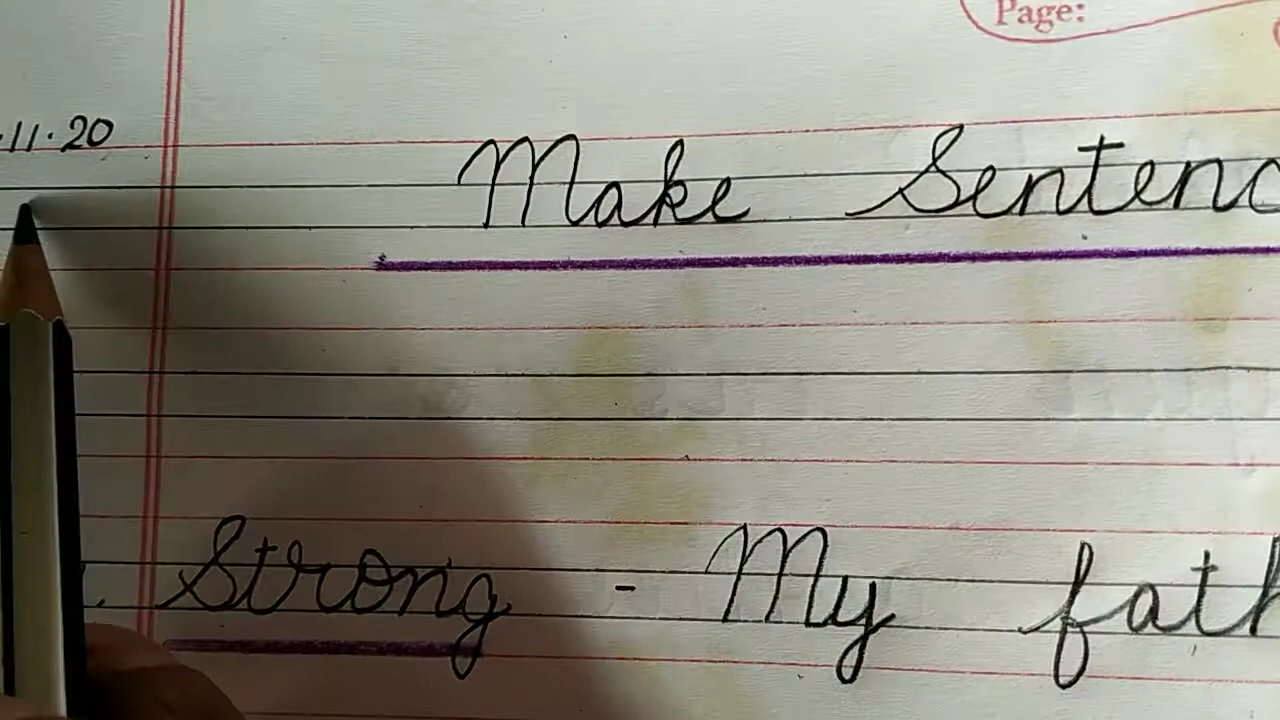 Page:
.11.20
Make Sentenc
. Strong - My fath